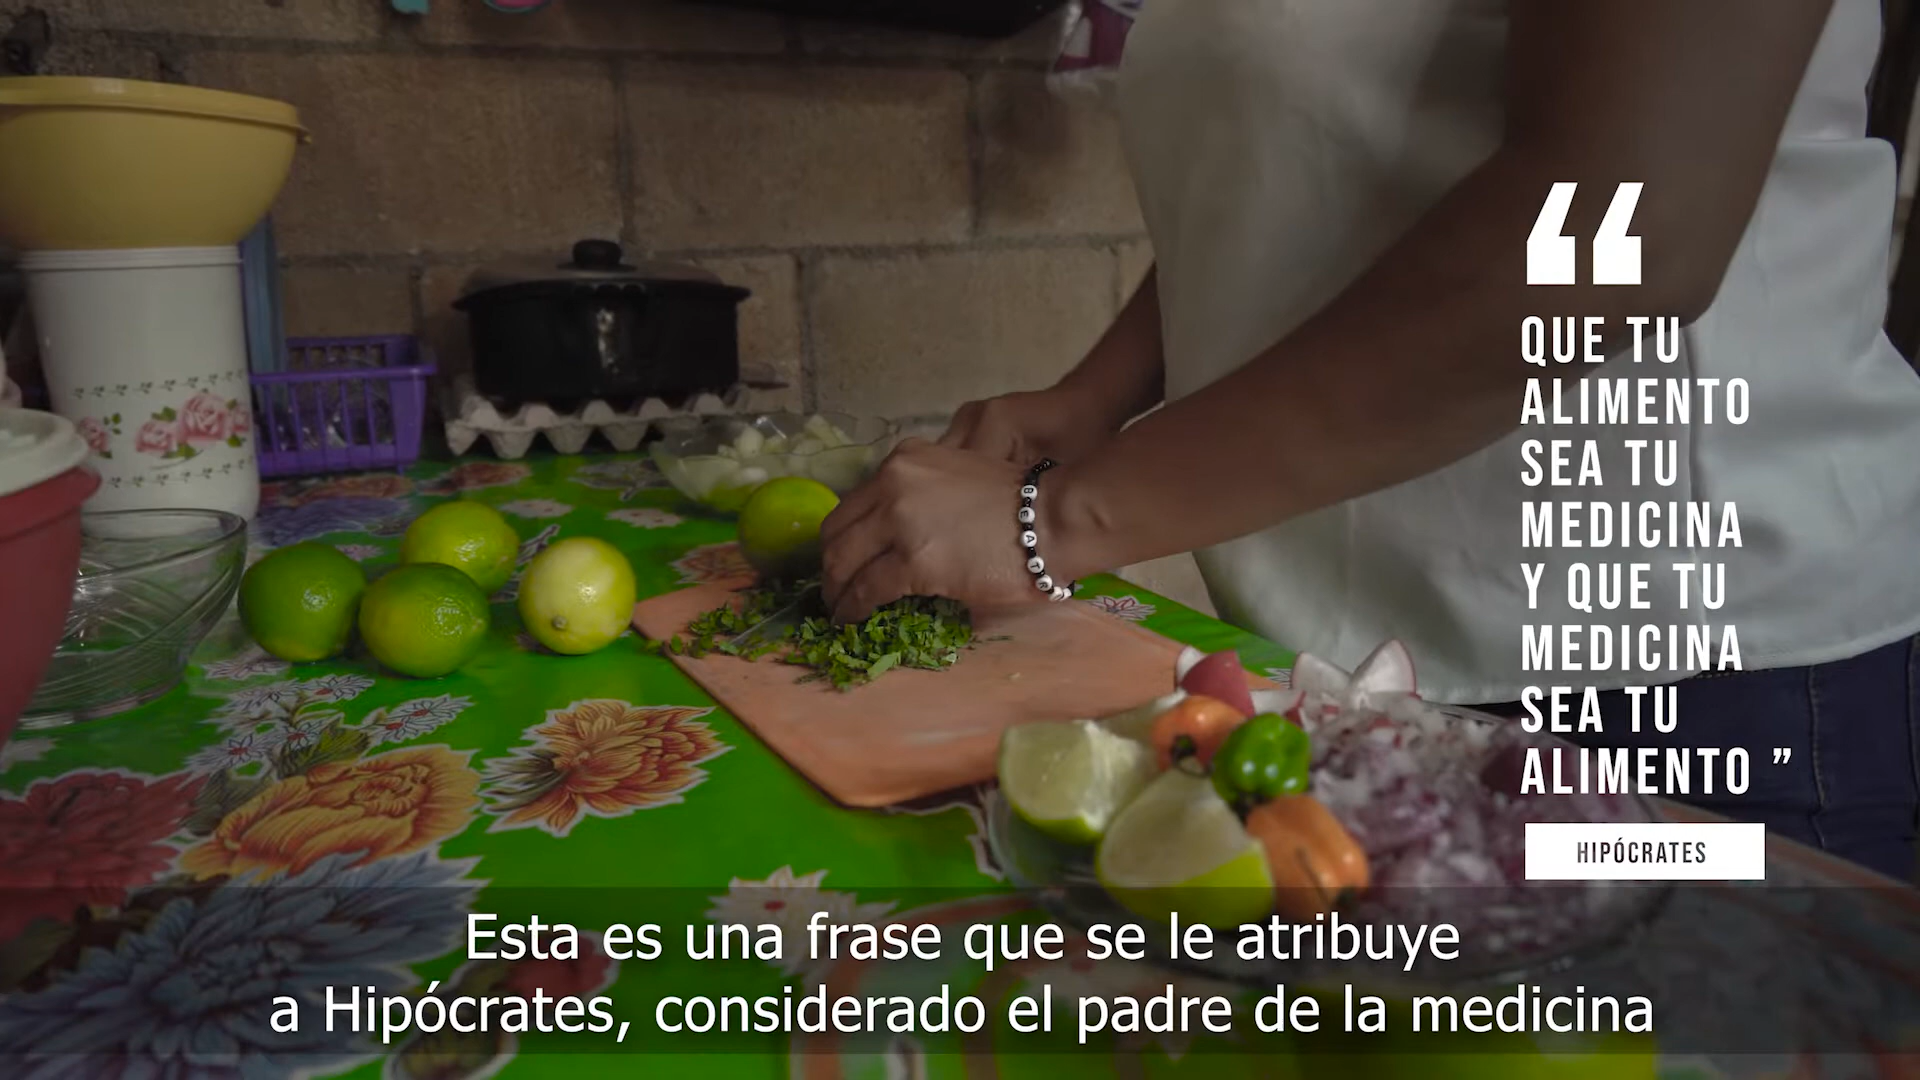 “
QUE TU
ALIMENTO
SEA TU
MEDICINA
Y QUE TU
MEDICINA
SEA TU
ALIMENTO ”
HIPÓCRATES
Esta es una frase que se le atribuye
a Hipócrates, considerado el padre de la medicina